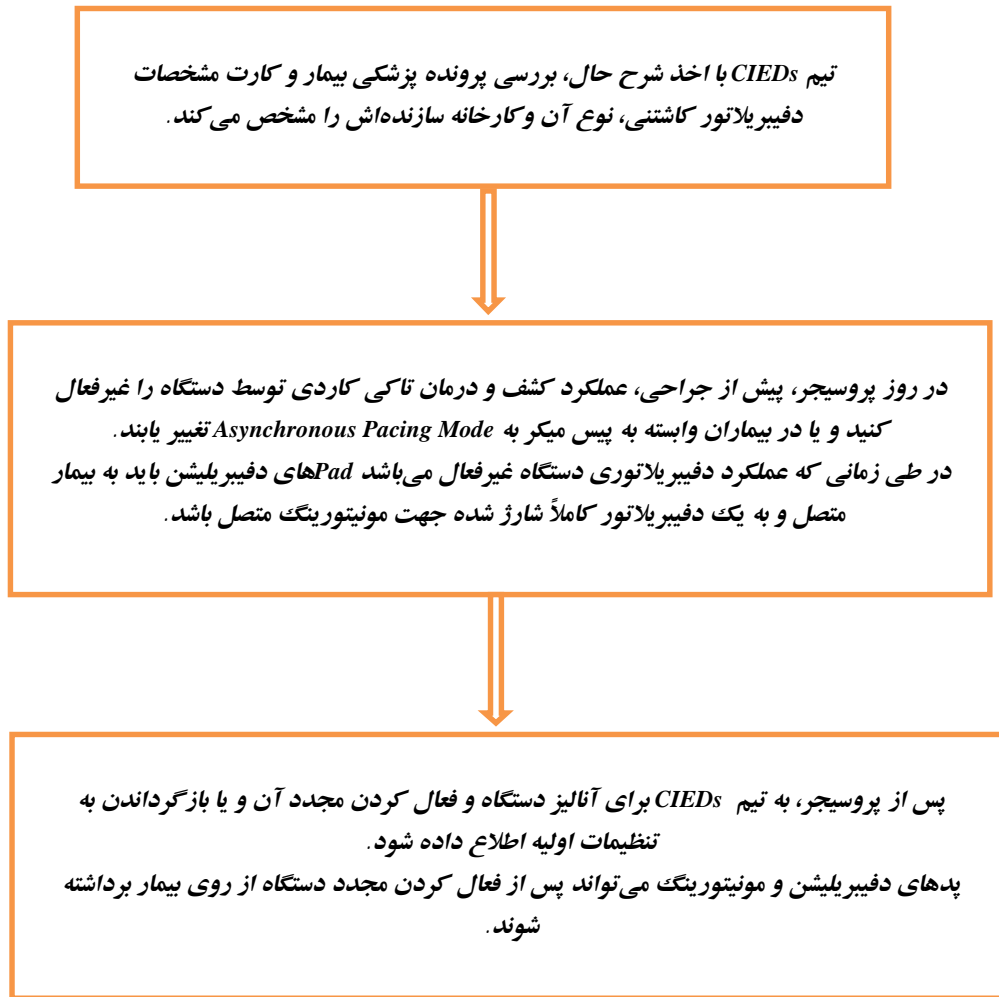 تیم CIEDs با اخذ شرح حال، بررسی پرونده پزشکی بیمار و کارت مشخصات
دفیبریلاتور کاشتنی، نوع آن وکارخانه سازنده‌اش را مشخص می‌کند.
در روز پروسیجر، پیش از جراحی، عملکرد کشف و درمان تاکی کاردی توسط دستگاه را غیرفعال
کنید و یا در بیماران وابسته به پیس میکر به Asynchronous Pacing Mode تغییر یابند.
در طی زمانی که عملکرد دفیبریلاتوری دستگاه غیرفعال می‌باشد Padهای دفیبریلیشن باید به بیمار
متصل و به یک دفیبریلاتور کاملاً شارژ شده جهت مونیتورینگ متصل باشد.
پس از پروسیجر، به تیم CIEDs برای آنالیز دستگاه و فعال کردن مجدد آن و یا بازگرداندن به
تنظیمات اولیه اطلاع داده شود.
پدهای دفیبریلیشن و مونیتورینگ می‌تواند پس از فعال کردن مجدد دستگاه از روی بیمار برداشته
شوند.